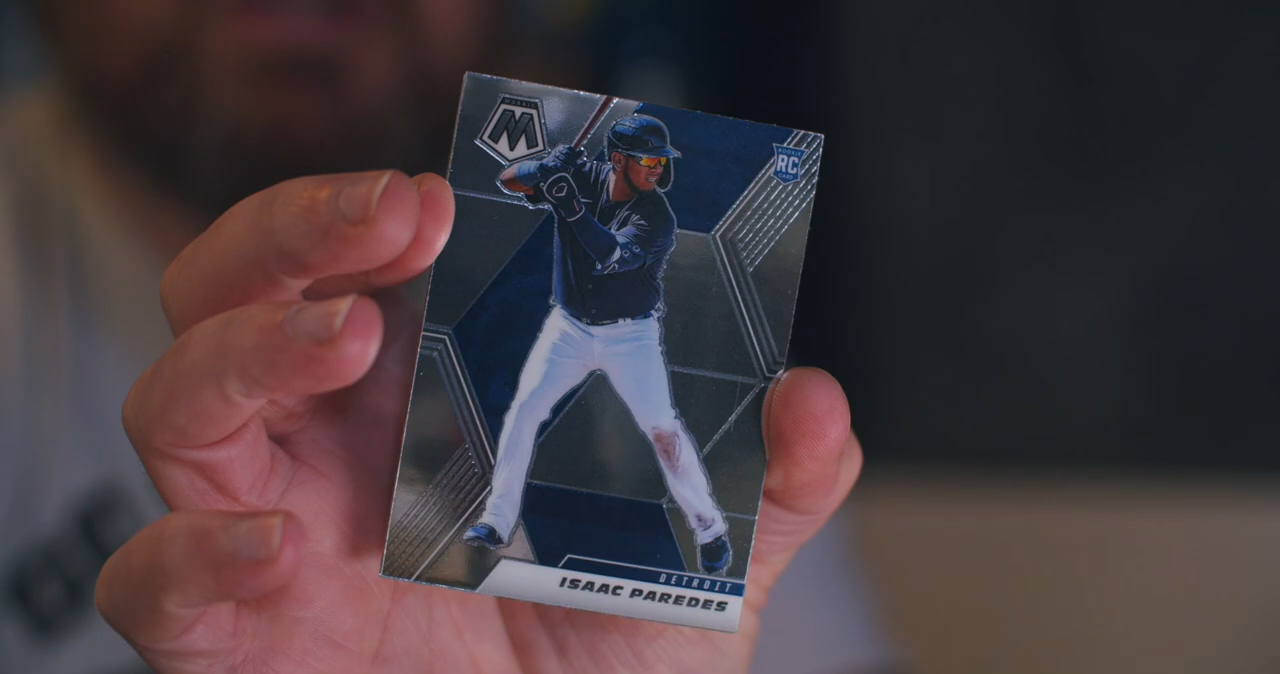 MOSAIC
M
ROOKIE
RC
CARD
DETROIT
ISAAC PAREDES